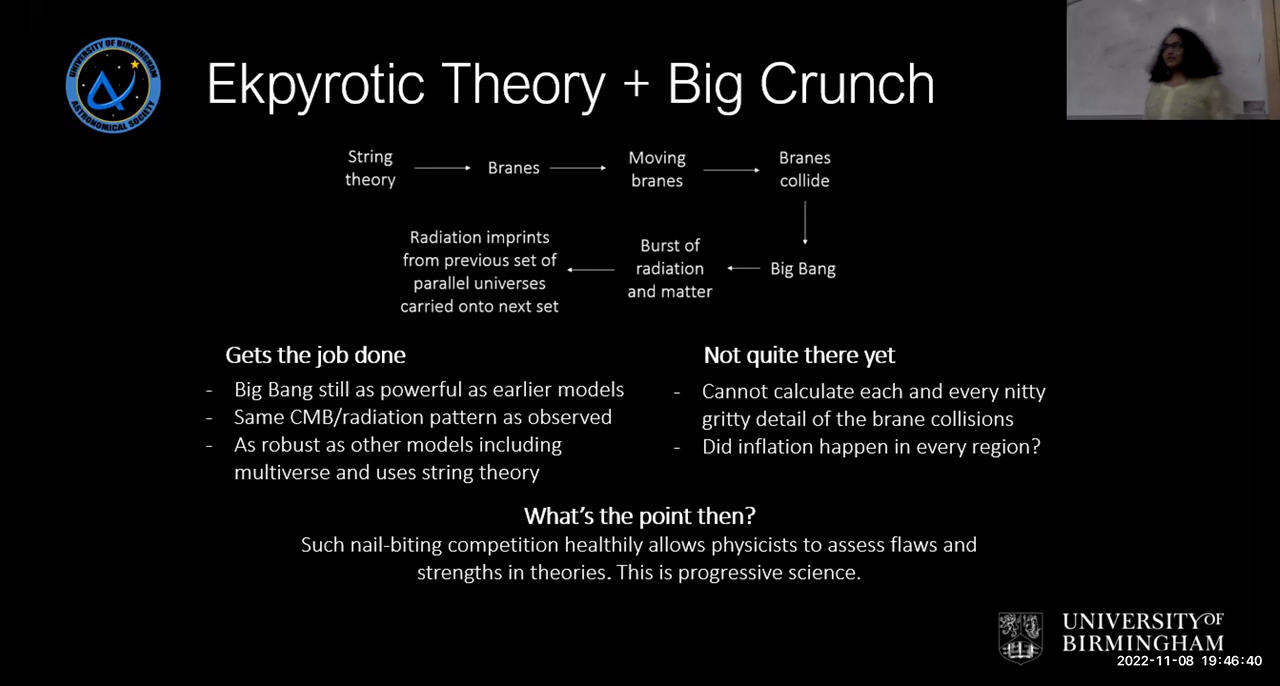 UNIVERSITY OF BIRMINGHAM
ASTRONOMICAL SOCIETY
Ekpyrotic Theory + Big Crunch
String
theory
Branes
Moving
branes
Branes
collide
Radiation imprints
from previous set of
parallel universes
carried onto next set
Burst of
radiation
and matter
Big Bang
Gets the job done
- Big Bang still as powerful as earlier models
- Same CMB/radiation pattern as observed
- As robust as other models including
multiverse and uses string theory
Not quite there yet
- Cannot calculate each and every nitty
gritty detail of the brane collisions
- Did inflation happen in every region?
What's the point then?
Such nail-biting competition healthily allows physicists to assess flaws and
strengths in theories. This is progressive science.
UNIVERSITY OF
BIRMINGHAM
2022-11-08 19:46:40